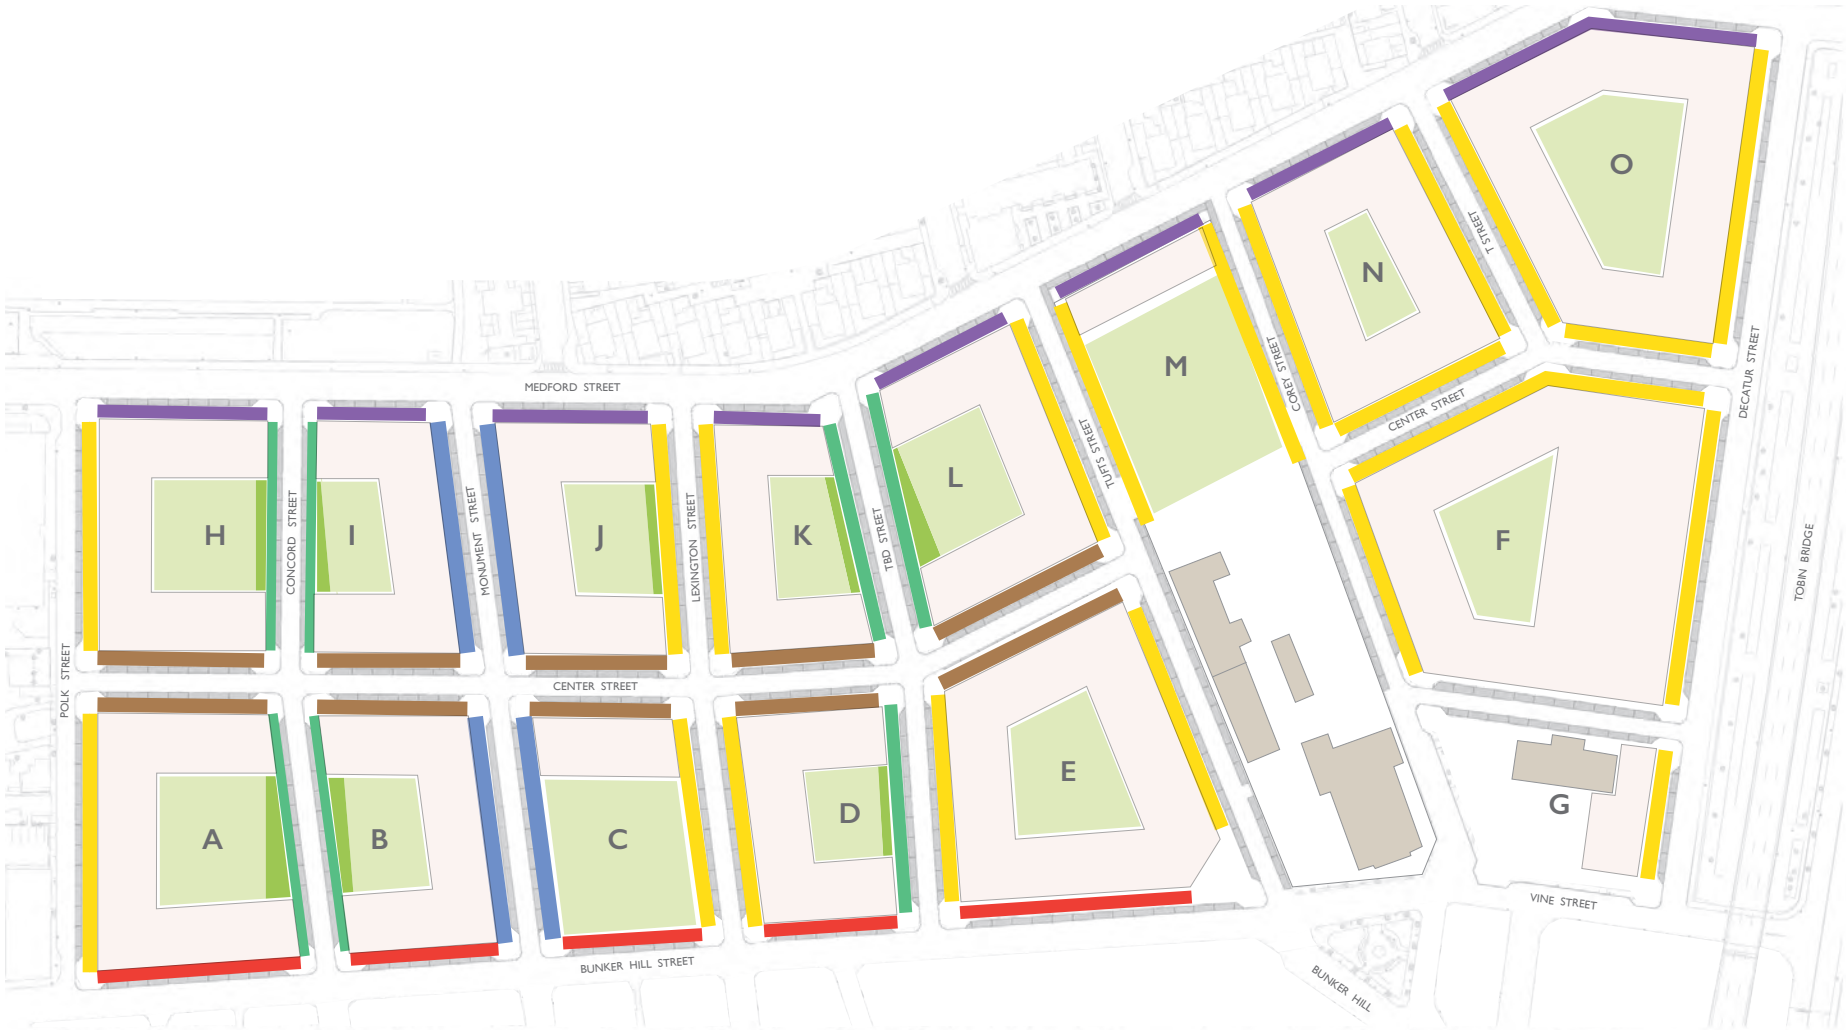 O
T STREET
N
DECATUR STREET
M
COREY STREET
MEDFORD STREET
CENTER STREET
TUFTS STREET
L
H
CONCORD STREET
I
MONUMENT STREET
J
LEXINGTON STREET
K
TBD STREET
F
TOBIN BRIDGE
POLK STREET
CENTER STREET
A
B
C
D
E
G
VINE STREET
BUNKER HILL STREET
BUNKER HILL